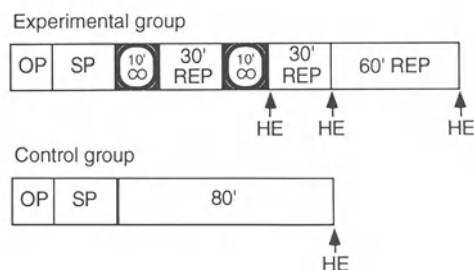 Experimental group
OP SP 10' ∞ 30' REP 10' ∞ 30' REP 60' REP
HE HE HE
Control group
OP SP 80'
HE